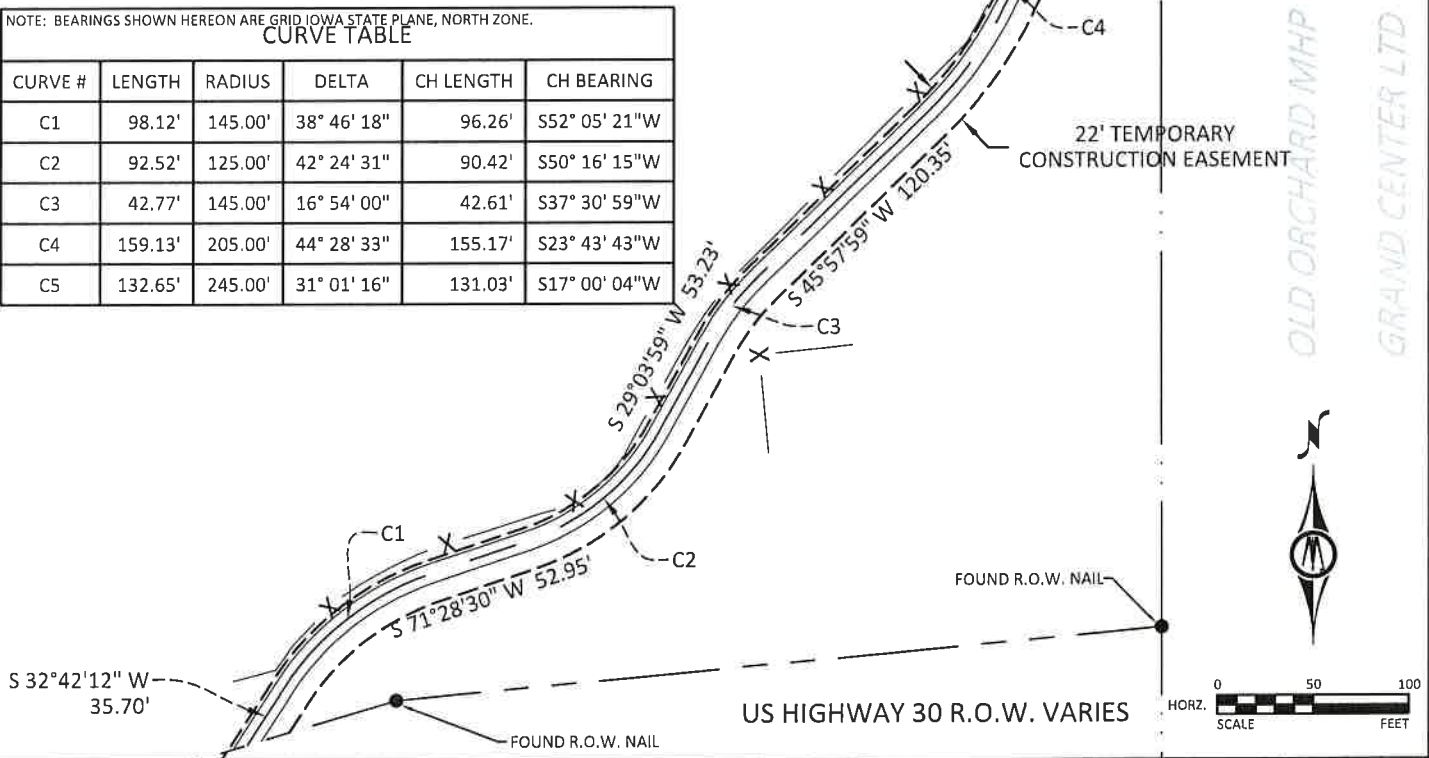 NOTE: BEARINGS SHOWN HEREON ARE GRID IOWA STATE PLANE, NORTH ZONE.
CURVE TABLE
CURVE # LENGTH RADIUS DELTA CH LENGTH CH BEARING
C1 98.12' 145.00' 38° 46' 18" 96.26' S52° 05' 21"W
C2 92.52' 125.00' 42° 24' 31" 90.42' S50° 16' 15"W
C3 42.77' 145.00' 16° 54' 00" 42.61' S37° 30' 59"W
C4 159.13' 205.00' 44° 28' 33" 155.17' S23° 43' 43"W
C5 132.65' 245.00' 31° 01' 16" 131.03' S17° 00' 04"W
C4
22' TEMPORARY
CONSTRUCTION EASEMENT
OLD ORCHARD MHP
GRAND CENTER LTD
S 45°57'59" W 120.35'
S 29°03'59" W 53.23'
C3
C1
C2
S 71°28'30" W 52.95'
S 32°42'12" W
35.70'
FOUND R.O.W. NAIL
FOUND R.O.W. NAIL
US HIGHWAY 30 R.O.W. VARIES
N
0 50 100
HORZ.
SCALE FEET